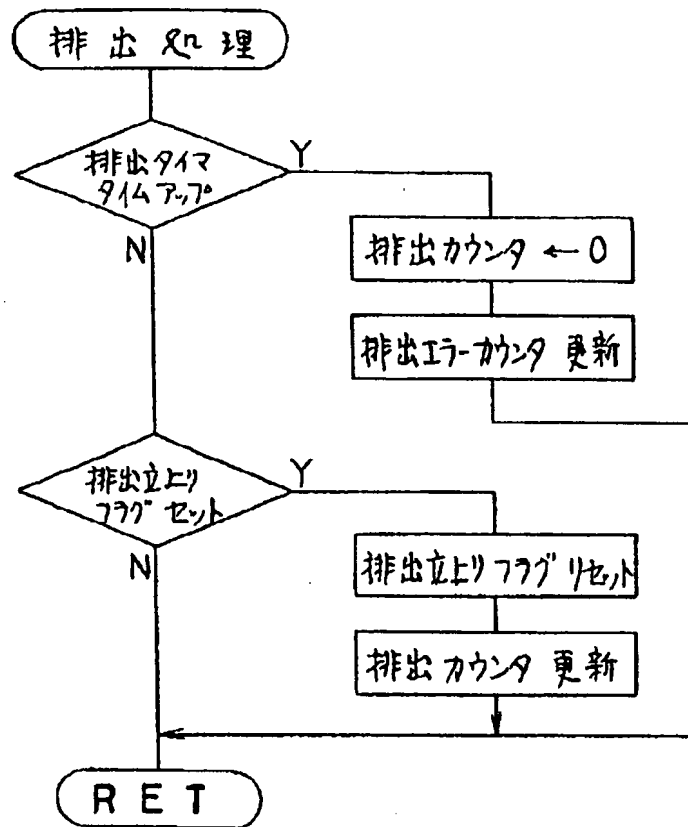 排出処理
排出タイマ
タイムアップ
Y
N
排出カウンタ ← 0
排出エラーカウンタ 更新
排出立上り
フラグ セット
Y
N
排出立上りフラグ リセット
排出 カウンタ 更新
RET